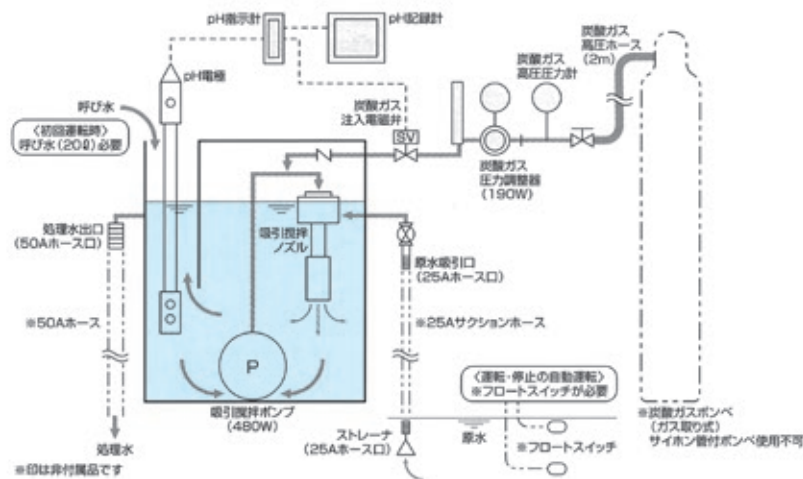 pH指示計
pH記録計
pH電極
呼び水
〈初回運転時〉
呼び水(20ℓ)必要
炭酸ガス
注入電磁弁
SV
炭酸ガス
高圧圧力計
炭酸ガス
高圧ホース
(2m)
炭酸ガス
圧力調整器
(190W)
処理水出口
(50Aホース口)
吸引撹拌
ノズル
原水吸引口
(25Aホース口)
※50Aホース
※25Aサクションホース
P
吸引撹拌ポンプ
(480W)
〈運転・停止の自動運転〉
※フロートスイッチが必要
ストレーナ
(25Aホース口)
原水
※フロートスイッチ
※炭酸ガスボンベ
(ガス取り式)
サイホン管付ボンベ使用不可
処理水
※印は非付属品です